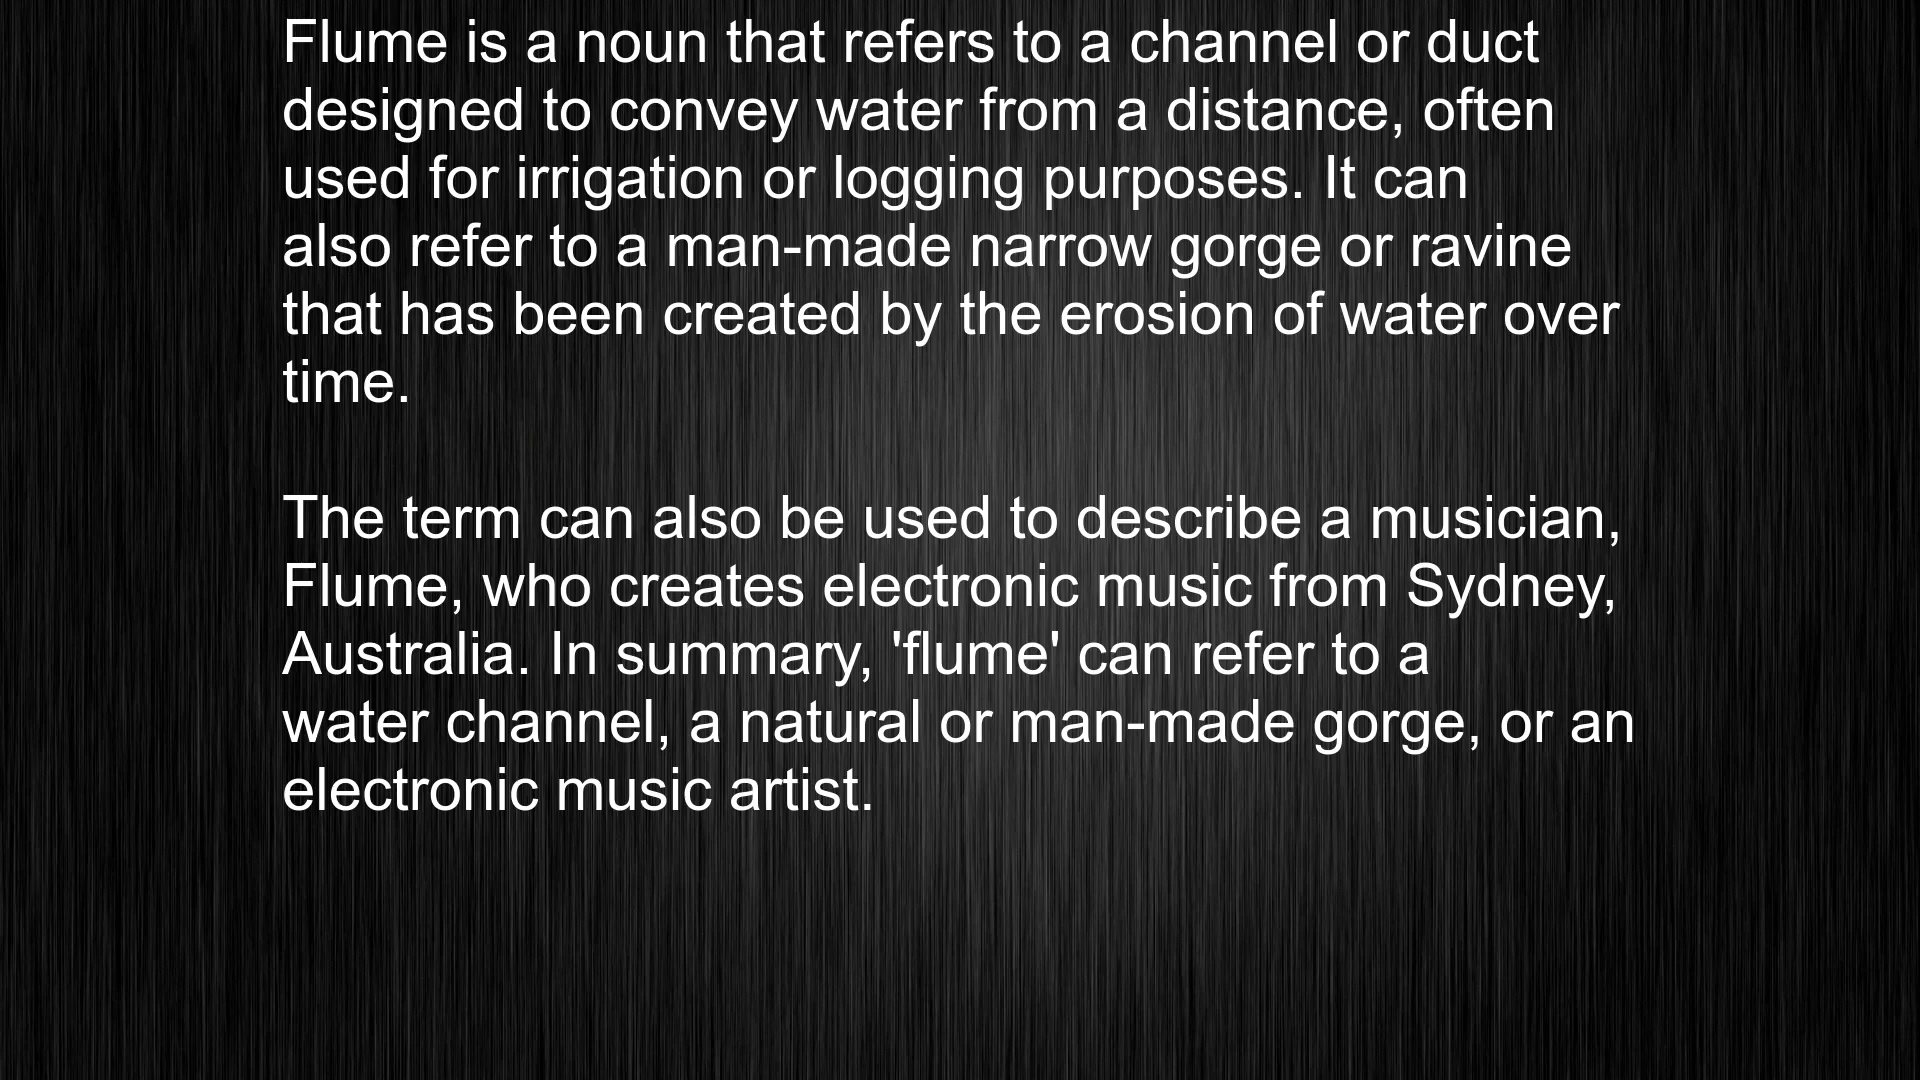 Flume is a noun that refers to a channel or duct
designed to convey water from a distance, often
used for irrigation or logging purposes. It can
also refer to a man-made narrow gorge or ravine
that has been created by the erosion of water over
time.
The term can also be used to describe a musician,
Flume, who creates electronic music from Sydney,
Australia. In summary, 'flume' can refer to a
water channel, a natural or man-made gorge, or an
electronic music artist.